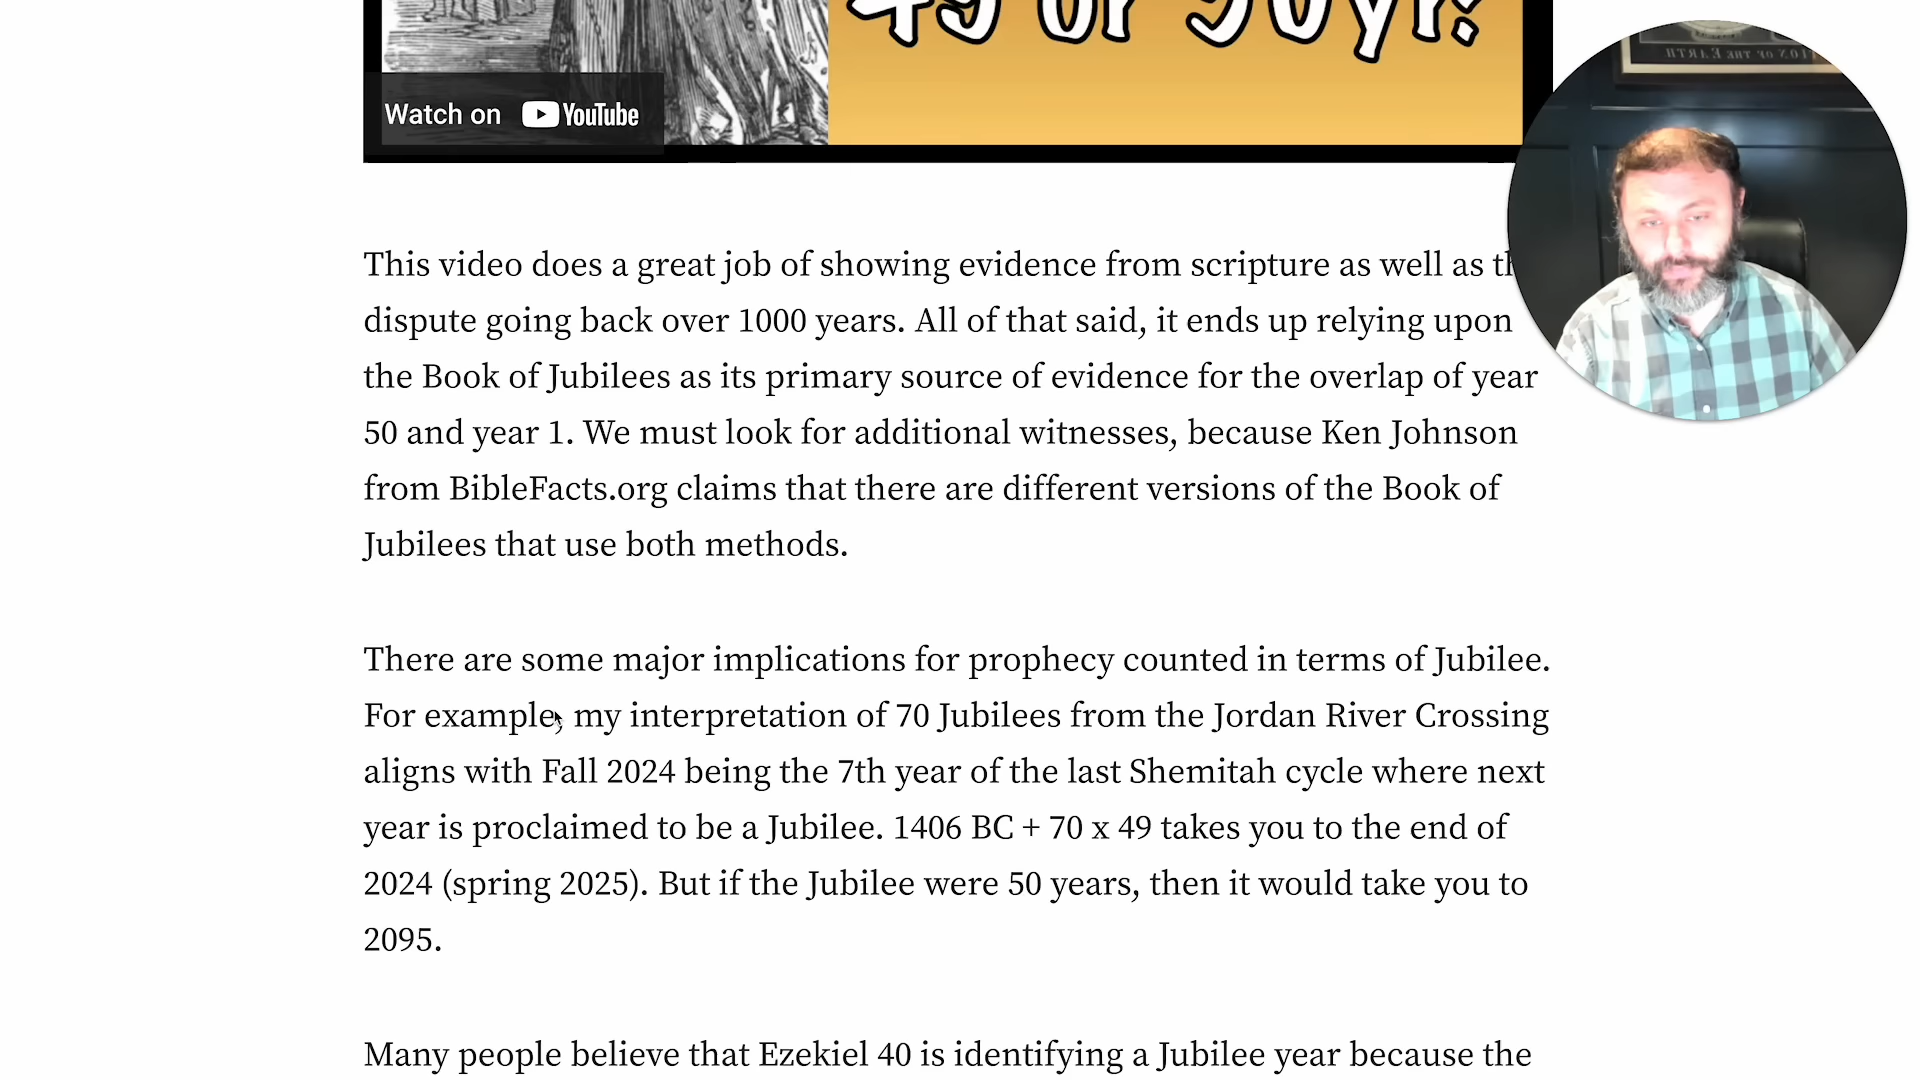 49 or 50yr?
Watch on YouTube
This video does a great job of showing evidence from scripture as well as
dispute going back over 1000 years. All of that said, it ends up relying upon
the Book of Jubilees as its primary source of evidence for the overlap of year
50 and year 1. We must look for additional witnesses, because Ken Johnson
from BibleFacts.org claims that there are different versions of the Book of
Jubilees that use both methods.
There are some major implications for prophecy counted in terms of Jubilee.
For example, my interpretation of 70 Jubilees from the Jordan River Crossing
aligns with Fall 2024 being the 7th year of the last Shemitah cycle where next
year is proclaimed to be a Jubilee. 1406 BC + 70 x 49 takes you to the end of
2024 (spring 2025). But if the Jubilee were 50 years, then it would take you to
2095.
Many people believe that Ezekiel 40 is identifying a Jubilee year because the
OF THE EARTH